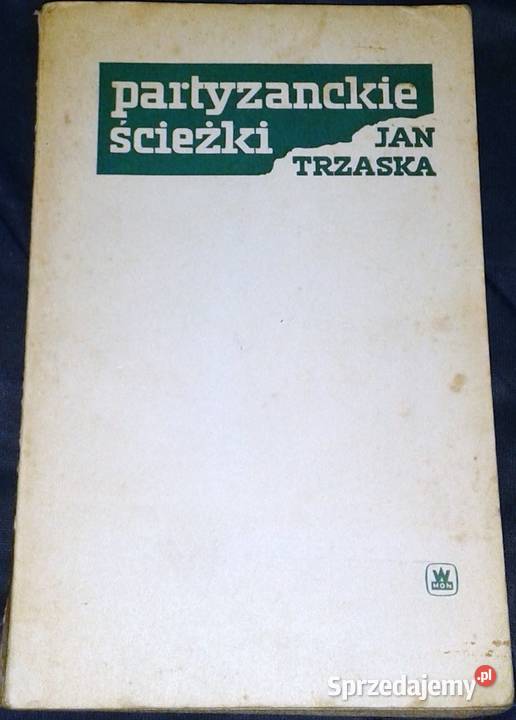 partyzanckie
ścieżki
JAN
TRZASKA
W
MON
Sprzedajemy.pl